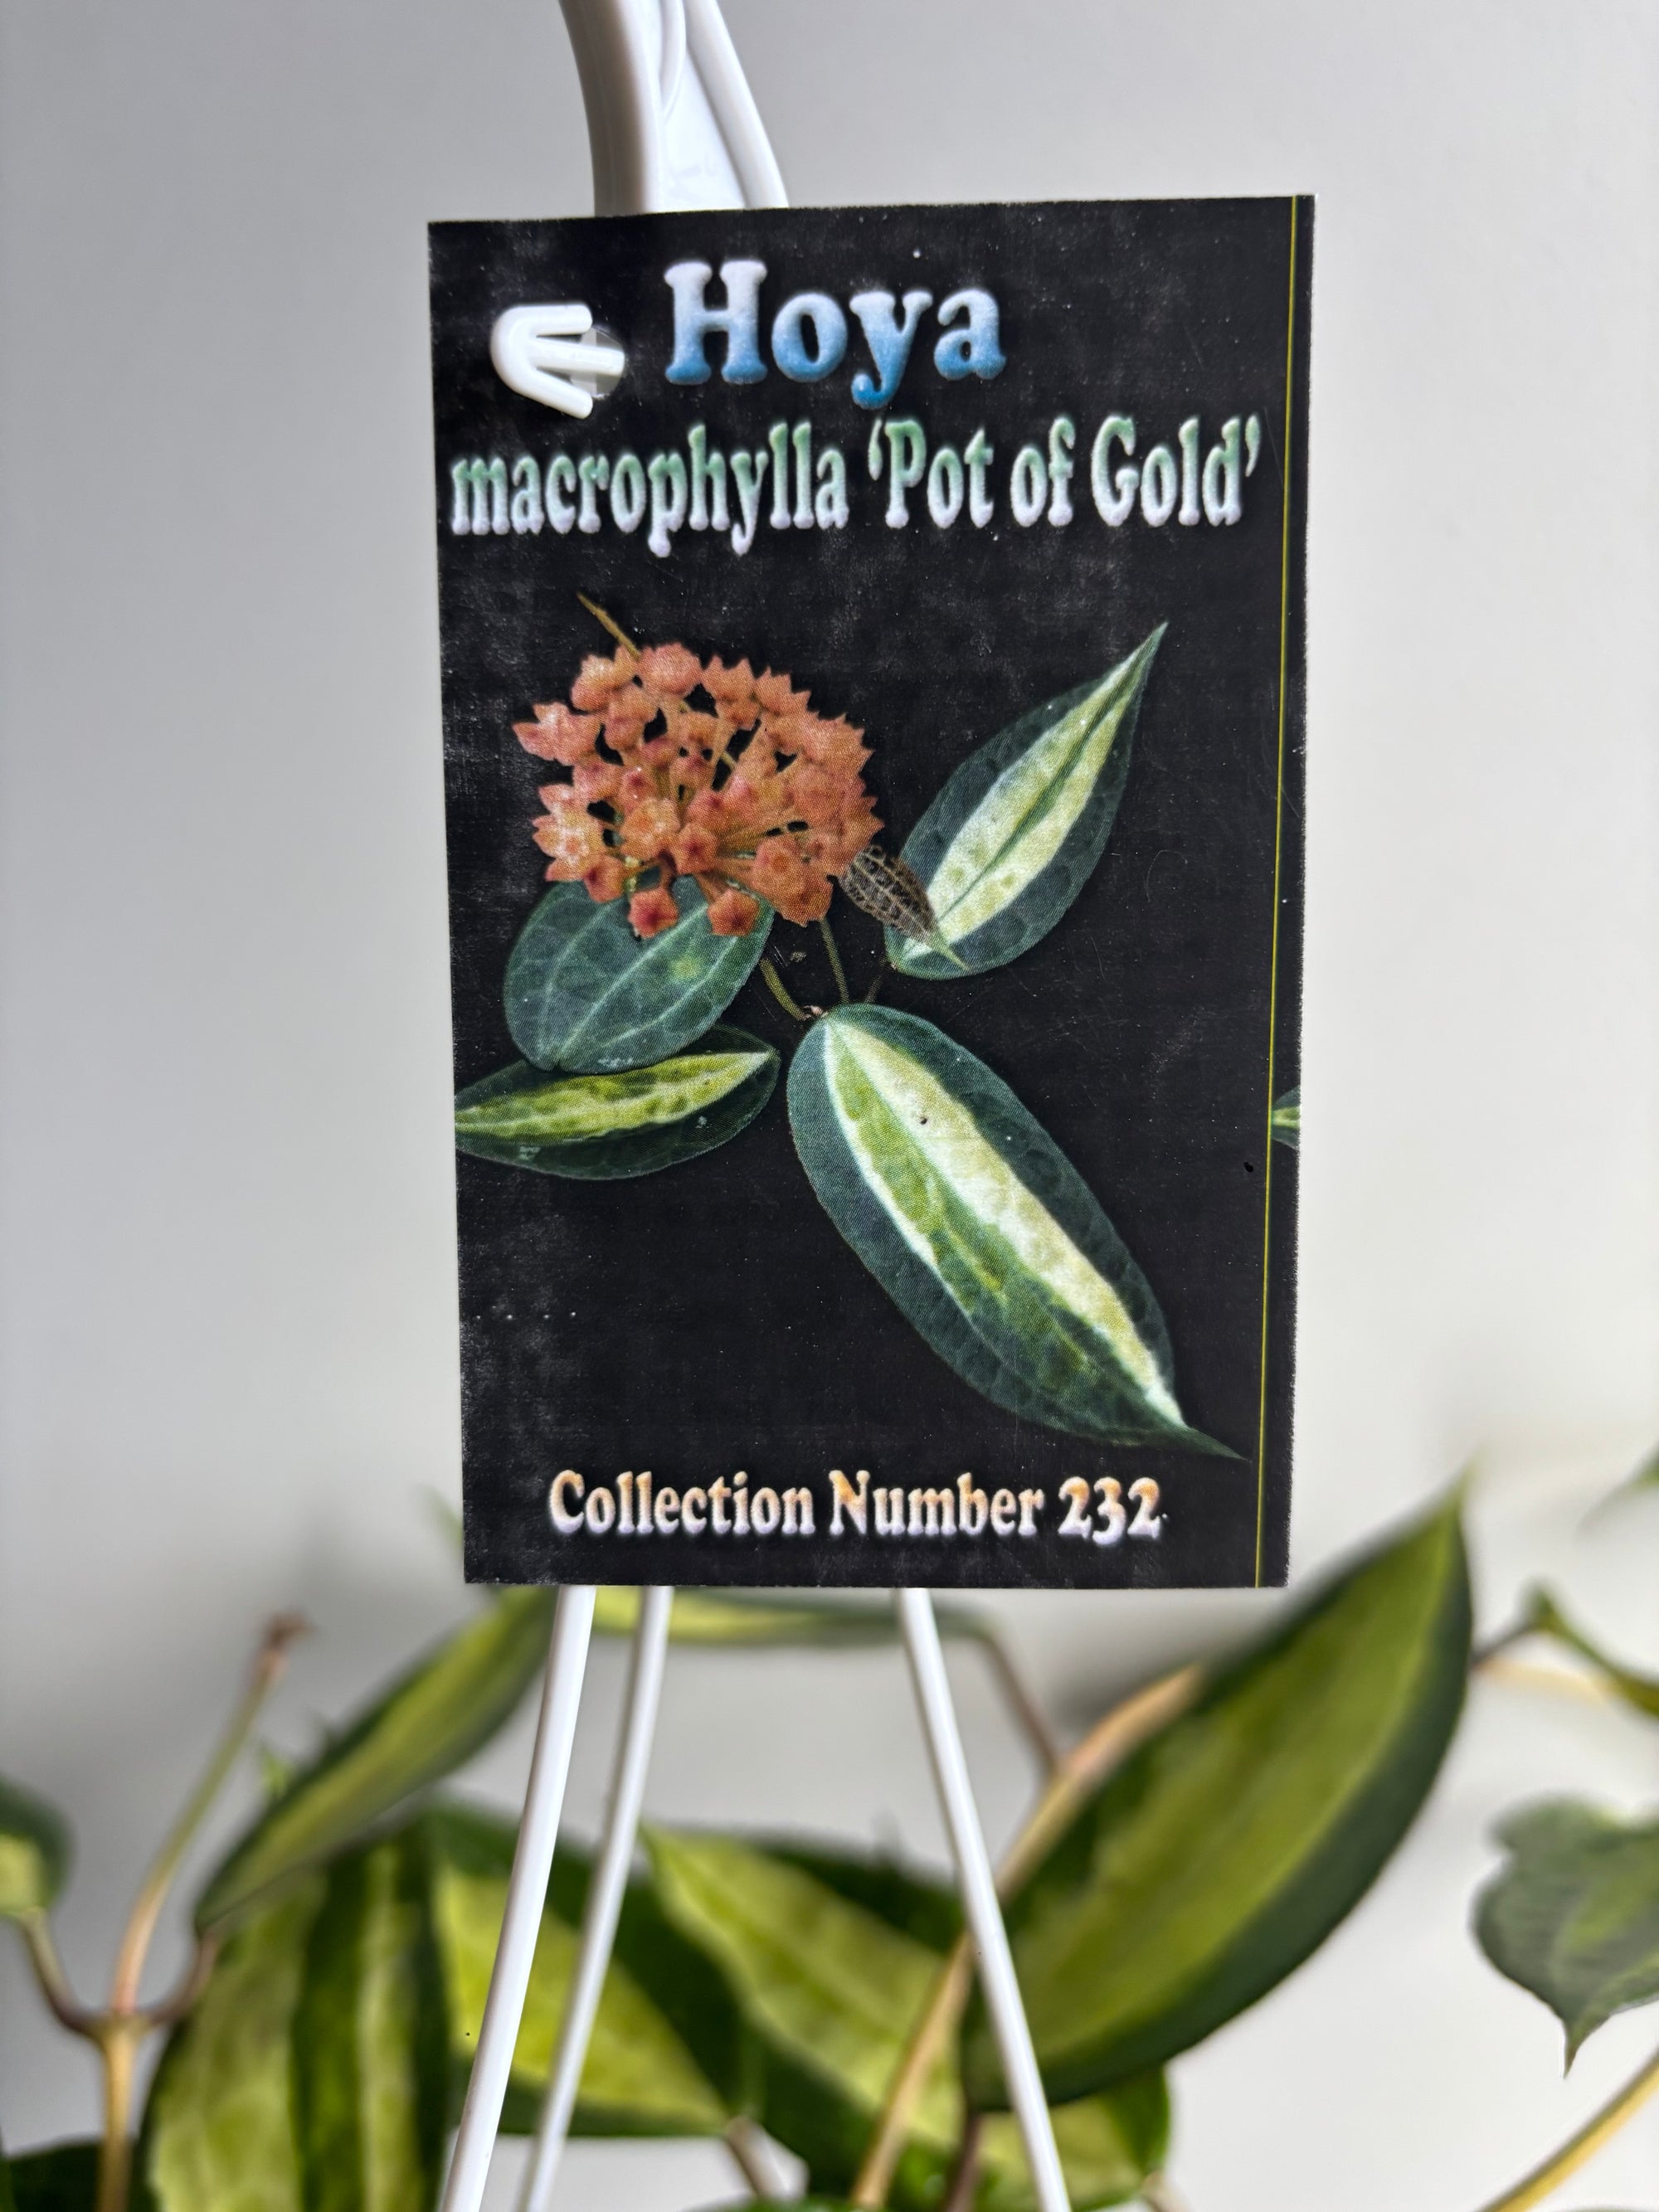 Hoya
macrophylla ‘Pot of Gold’
Collection Number 232